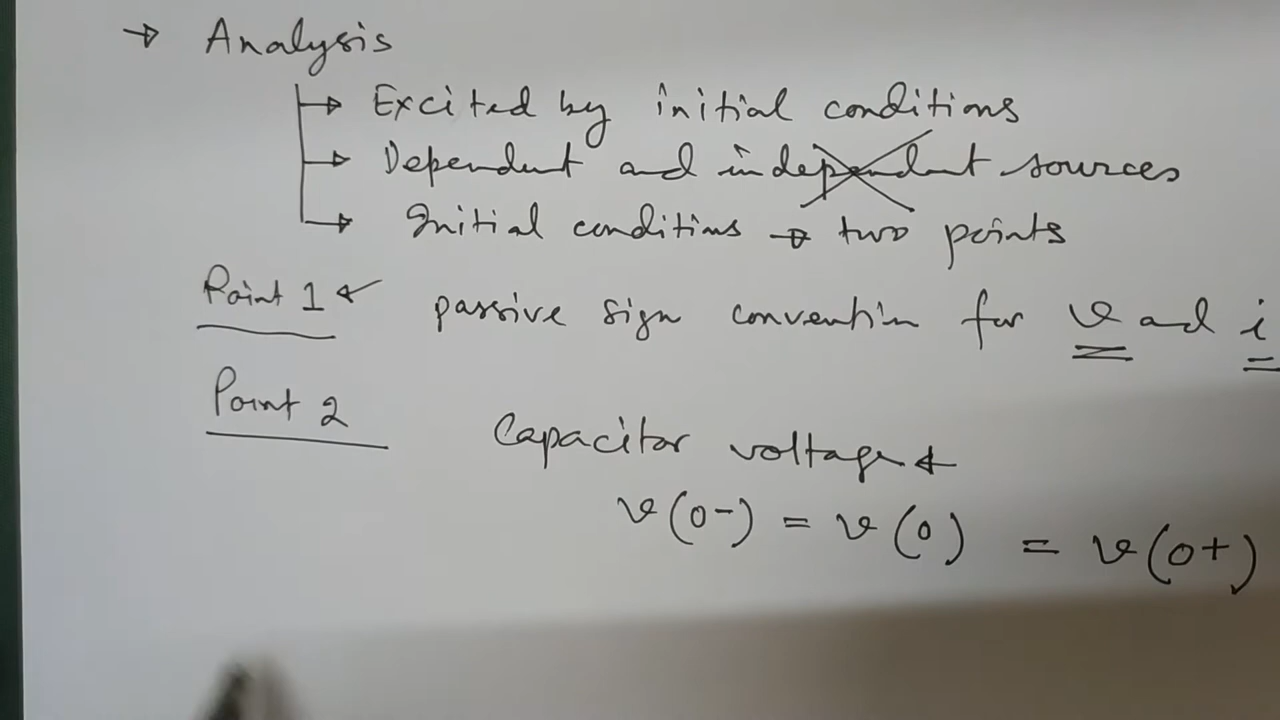 → Analysis
→ Excited by initial conditions
→ Dependent and independent sources
→ Initial conditions → two points
Point 1 passive sign convention for v and i
Point 2
Capacitor voltage
v(0-) = v(0) = v(0+)